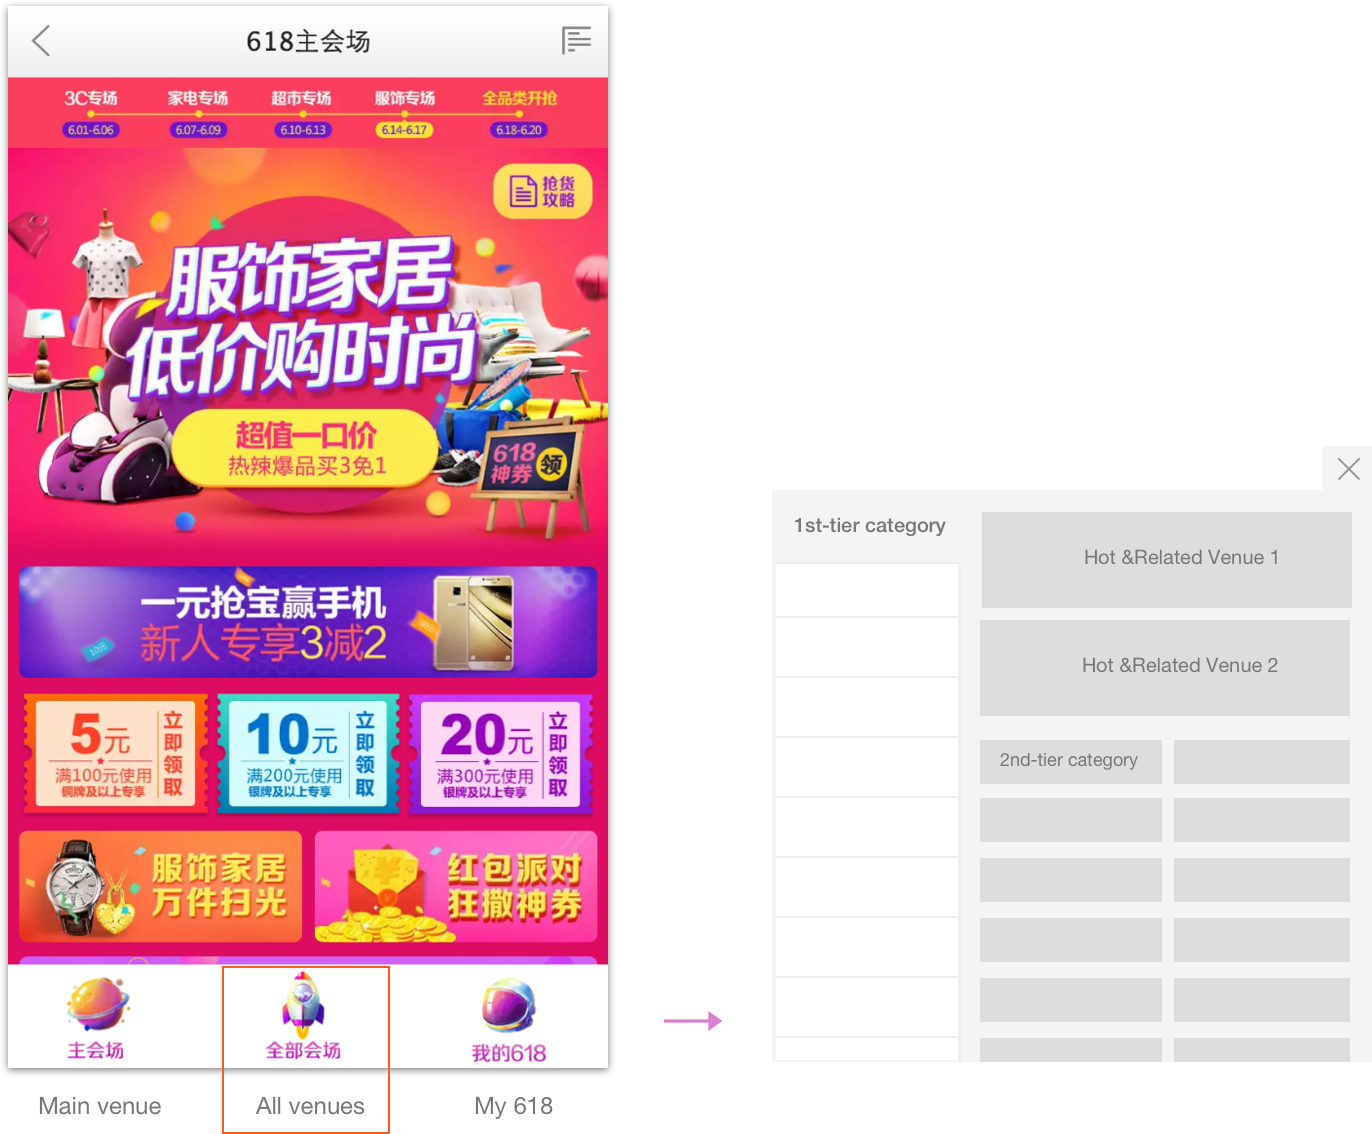 618主会场
3C专场
家电专场
超市专场
服饰专场
全品类开抢
6.01-6.06
6.07-6.09
6.10-6.13
6.14-6.17
6.18-6.20
抢货
攻略
服饰家居
低价购时尚
超值一口价
热辣爆品买3免1
618
神券
领
一元抢宝赢手机
新人专享3减2
10元
5元
满100元使用
铜牌及以上专享
立即领取
10元
满200元使用
银牌及以上专享
立即领取
20元
满300元使用
金牌及以上专享
立即领取
服饰家居
万件扫光
红包派对
狂撒神券
主会场
全部会场
我的618
Main venue
All venues
My 618
1st-tier category
Hot &Related Venue 1
Hot &Related Venue 2
2nd-tier category